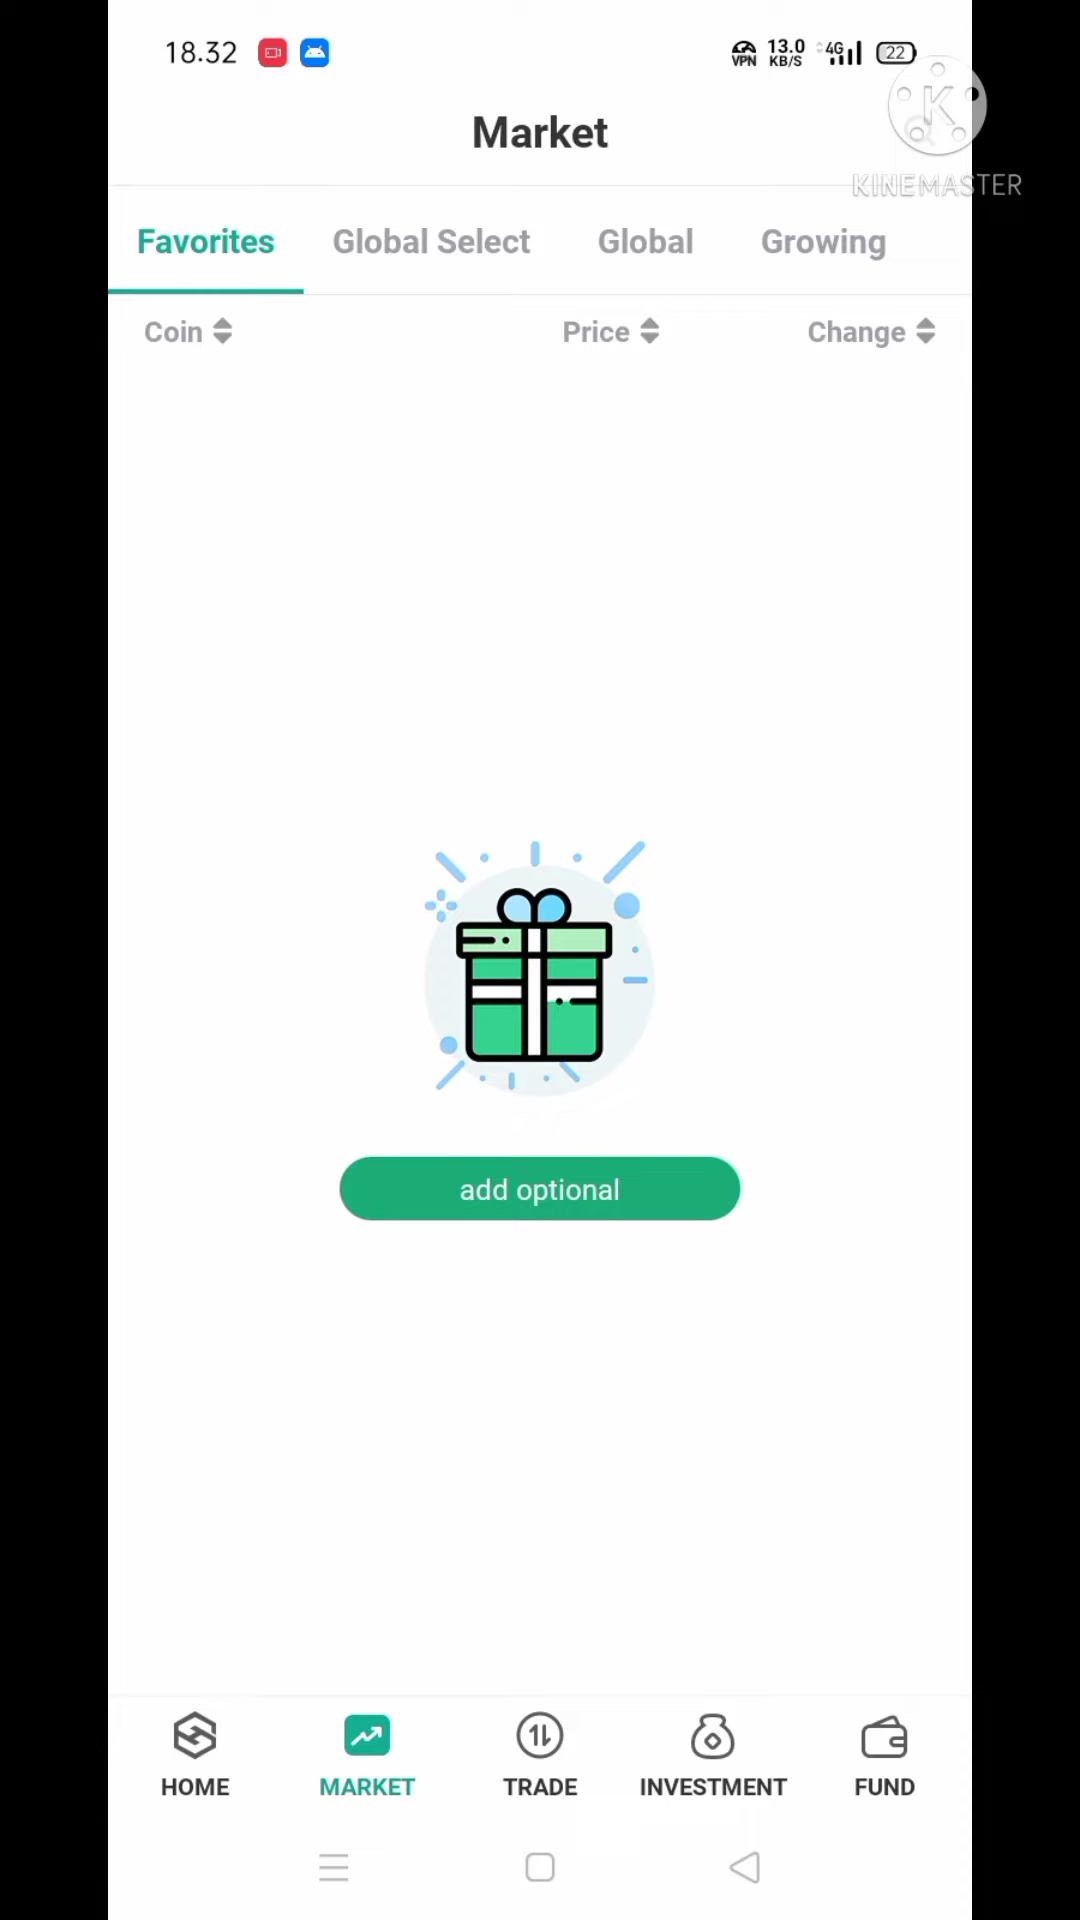 18.32
VPN 13.0 KB/S 4G 22
Market
K
KINEMASTER
Favorites Global Select Global Growing
Coin Price Change
add optional
HOME MARKET TRADE INVESTMENT FUND